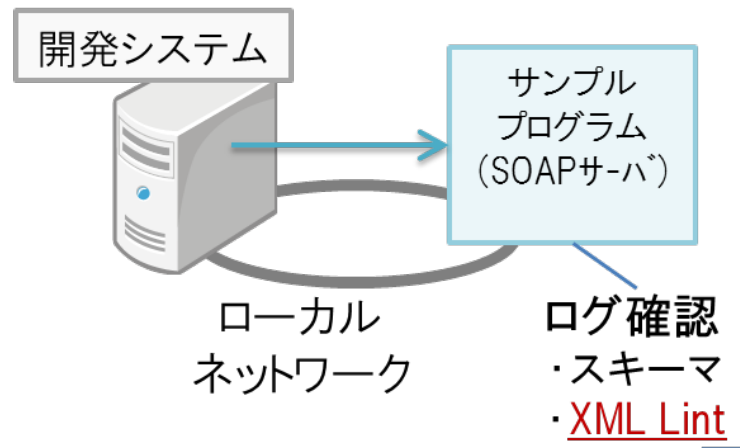 開発システム
サンプル
プログラム
（SOAPｻｰﾊﾞ）
ローカル
ネットワーク
ログ確認
・スキーマ
・XML Lint